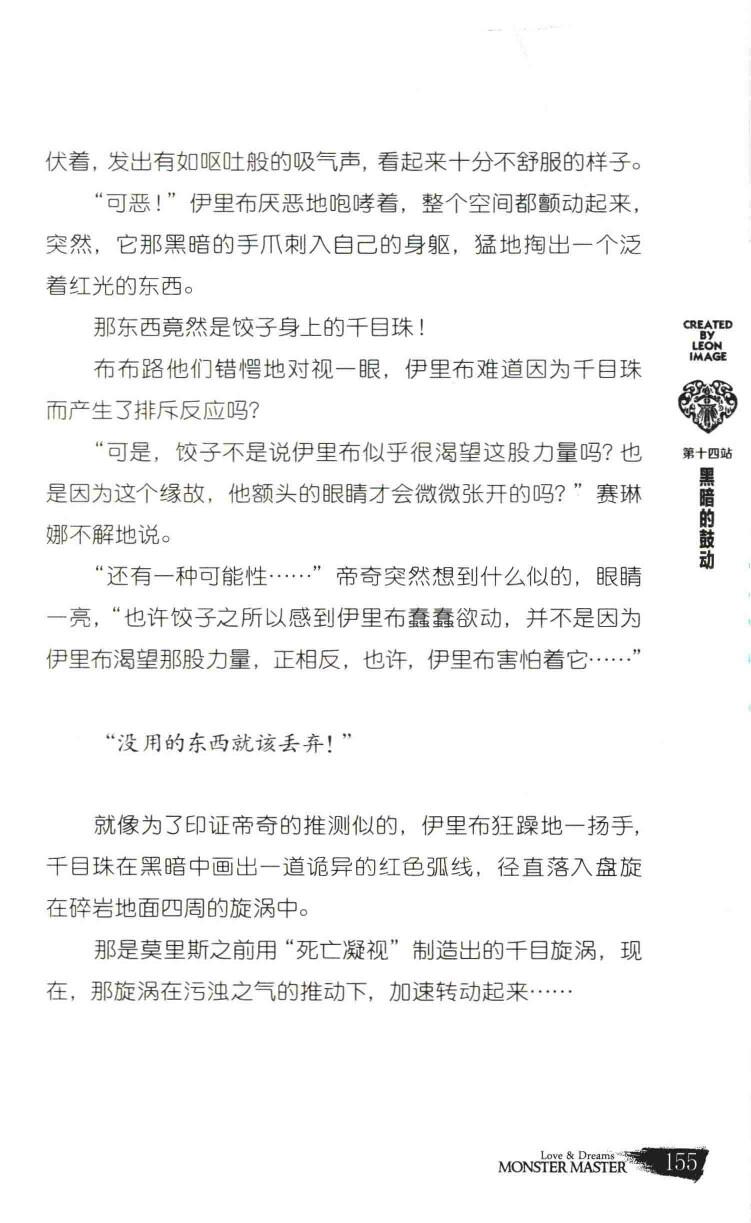 伏着，发出有如呕吐般的吸气声，看起来十分不舒服的样子。
“可恶！”伊里布厌恶地咆哮着，整个空间都颤动起来，
突然，它那黑暗的手爪刺入自己的身躯，猛地掏出一个泛
着红光的东西。
那东西竟然是饺子身上的千目珠！
布布路他们错愕地对视一眼，伊里布难道因为千目珠
而产生了排斥反应吗？
“可是，饺子不是说伊里布似乎很渴望这股力量吗？也
是因为这个缘故，他额头的眼睛才会微微张开的吗？”赛琳
娜不解地说。
“还有一种可能性……”帝奇突然想到什么似的，眼睛
一亮，“也许饺子之所以感到伊里布蠢蠢欲动，并不是因为
伊里布渴望那股力量，正相反，也许，伊里布害怕着它……”
“没用的东西就该丢弃！”
就像为了印证帝奇的推测似的，伊里布狂躁地一扬手，
千目珠在黑暗中画出一道诡异的红色弧线，径直落入盘旋
在碎岩地面四周的旋涡中。
那是莫里斯之前用“死亡凝视”制造出的千目旋涡，现
在，那旋涡在污浊之气的推动下，加速转动起来……
CREATED
BY
LEON
IMAGE
第十四站
黑暗的鼓动
Love & Dreams
MONSTER MASTER
155